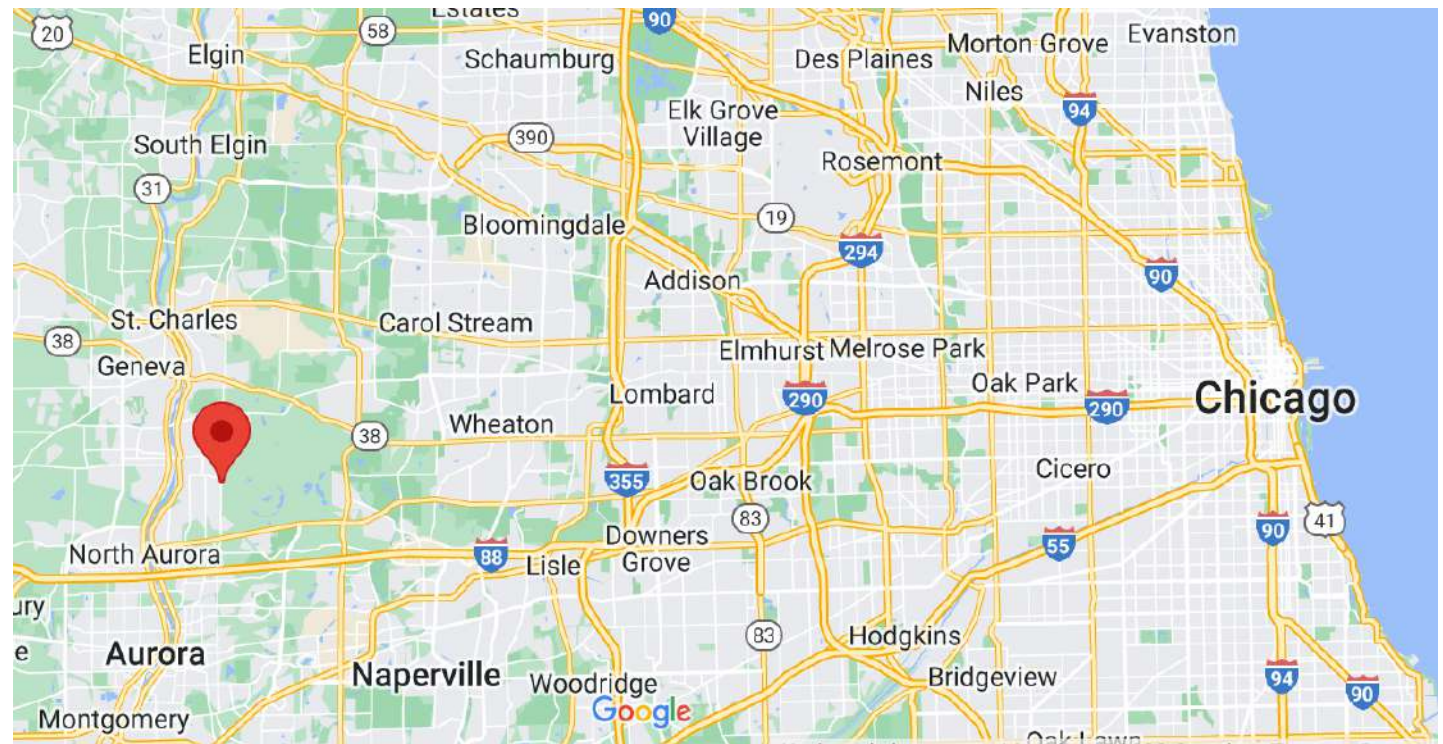 Estates
90
20
58
Elgin
Schaumburg
Des Plaines
Morton Grove
Evanston
Niles
94
Elk Grove
Village
390
South Elgin
Rosemont
31
19
Bloomingdale
294
90
Addison
St. Charles
Carol Stream
38
Geneva
Elmhurst
Melrose Park
Lombard
290
Oak Park
290
Chicago
Wheaton
38
355
Oak Brook
Cicero
83
Downers
Grove
90
41
North Aurora
88
Lisle
55
ury
e
Aurora
83
Hodgkins
Naperville
Woodridge
Bridgeview
94
90
Google
Montgomery
Oak Lawn